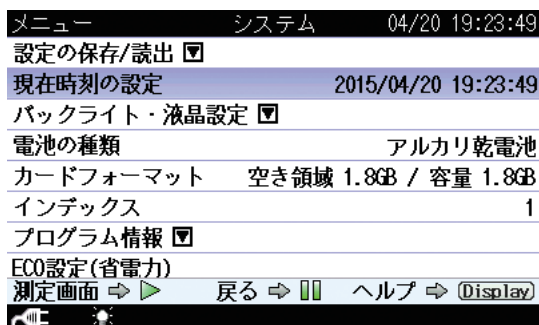 メニュー システム 04/20 19:23:49
設定の保存/読出 ▼
現在時刻の設定 2015/04/20 19:23:49
バックライト・液晶設定 ▼
電池の種類 アルカリ乾電池
カードフォーマット 空き領域 1.8GB / 容量 1.8GB
インデックス 1
プログラム情報 ▼
ECO設定(省電力)
測定画面 ⇨ ▷ 戻る ⇨ ▯▯ ヘルプ ⇨ (Display)